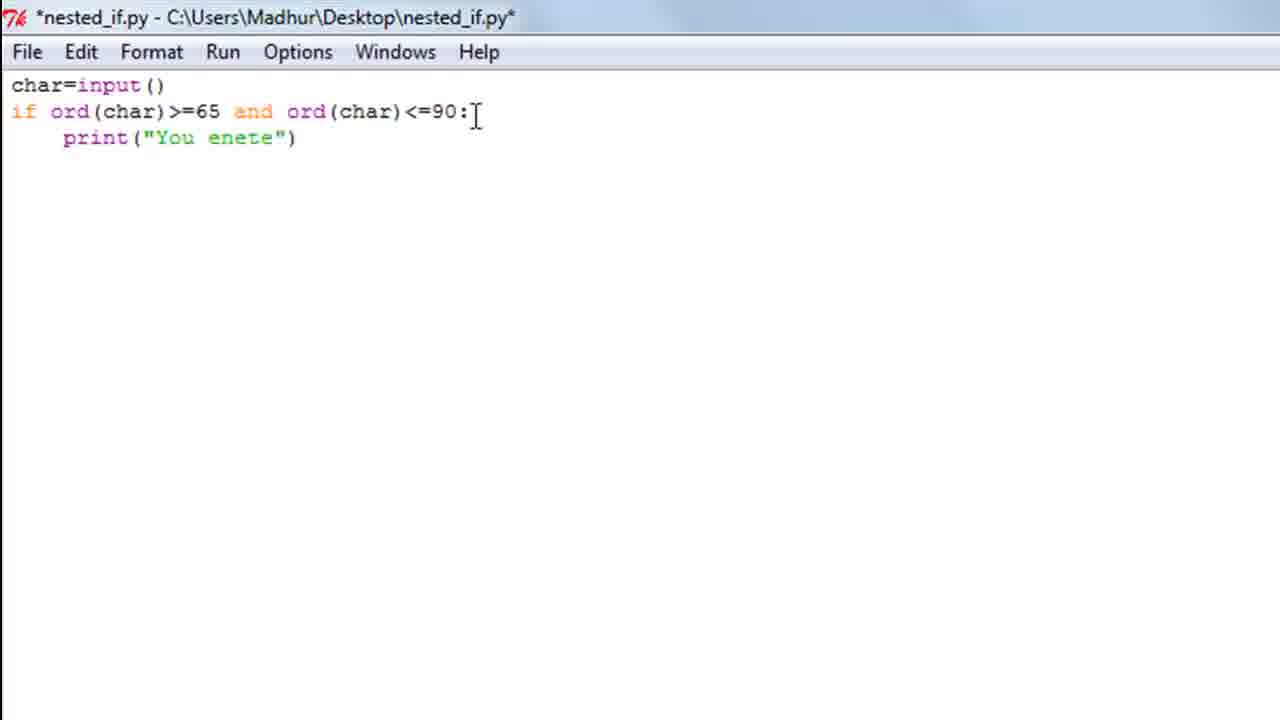 *nested_if.py - C:\Users\Madhur\Desktop\nested_if.py*
File Edit Format Run Options Windows Help
char=input()
if ord(char)>=65 and ord(char)<=90:
    print("You enete")